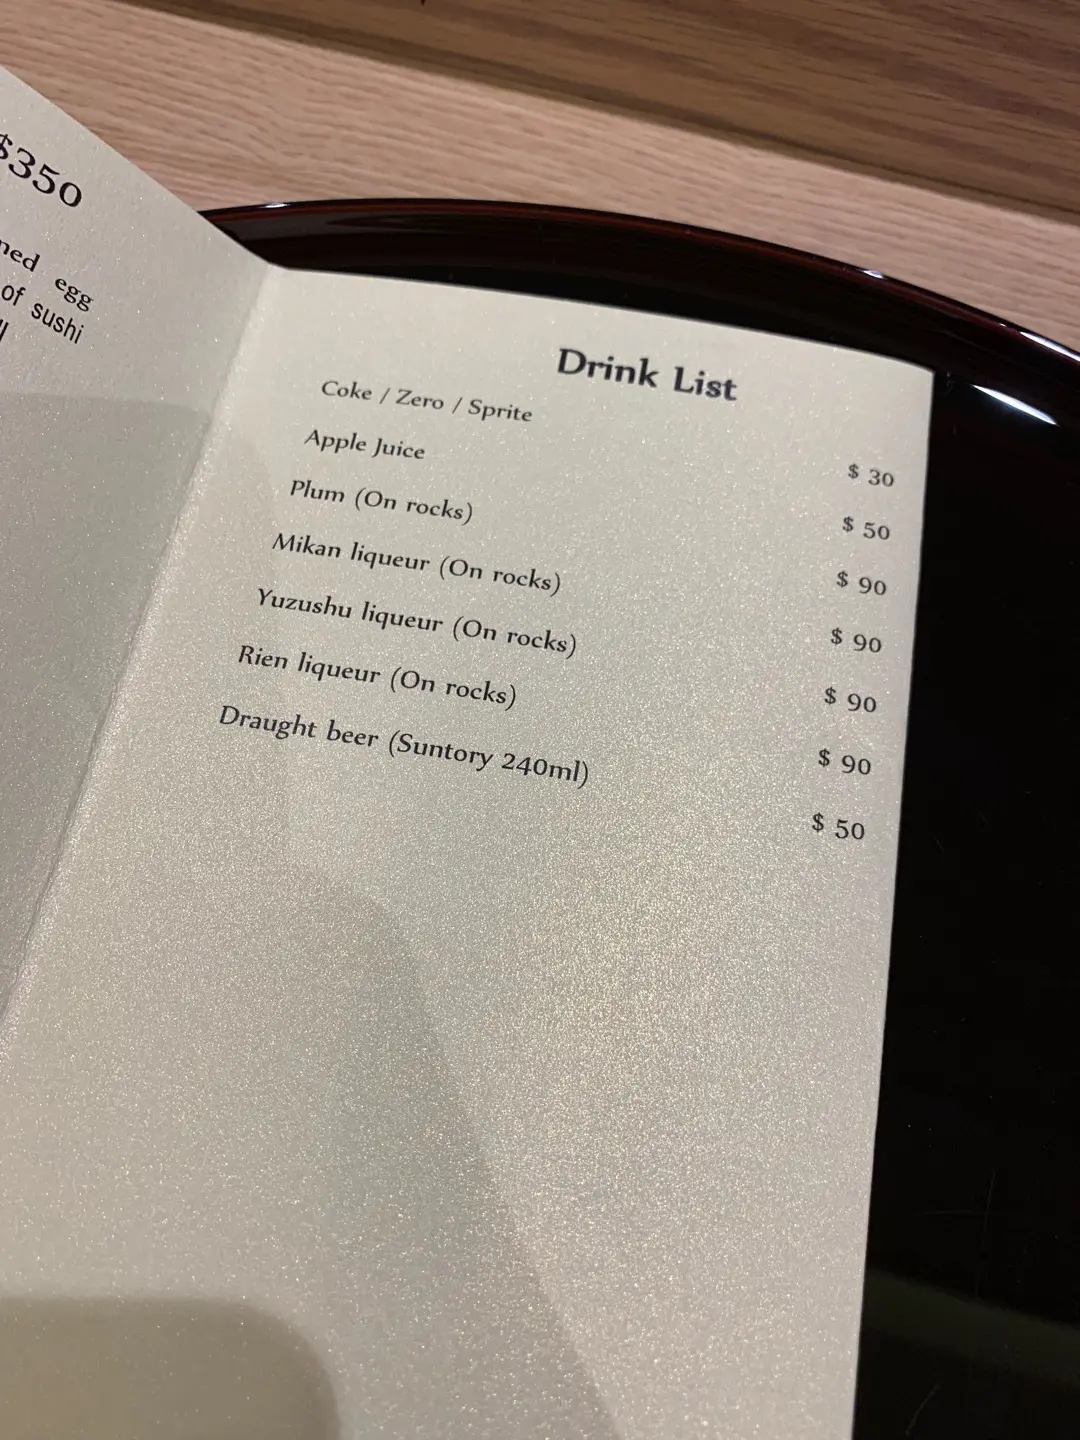 $350
egg
of sushi
Drink List
Coke / Zero / Sprite $ 30
Apple Juice $ 50
Plum (On rocks) $ 90
Mikan liqueur (On rocks) $ 90
Yuzushu liqueur (On rocks) $ 90
Rien liqueur (On rocks) $ 90
Draught beer (Suntory 240ml) $ 50